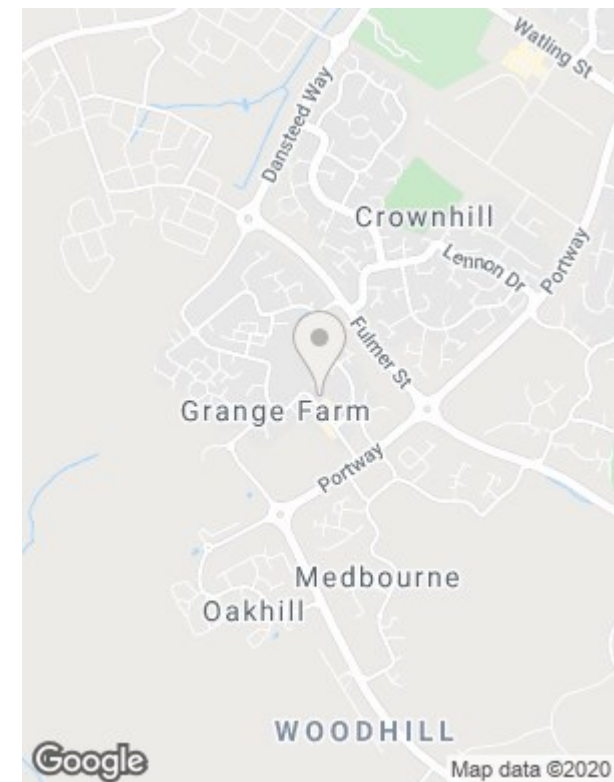 Watling St
Dansteed Way
Crownhill
Lennon Dr
Portway
Fulmer St
Grange Farm
Portway
Medbourne
Oakhill
WOODHILL
Google
Map data ©2020